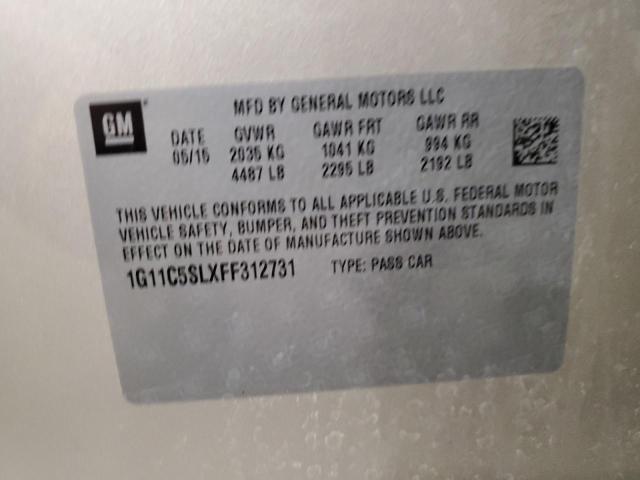 GM
MFD BY GENERAL MOTORS LLC
DATE GVWR GAWR FRT GAWR RR
05/15 2035 KG 1041 KG 994 KG
4487 LB 2295 LB 2192 LB
THIS VEHICLE CONFORMS TO ALL APPLICABLE U.S. FEDERAL MOTOR
VEHICLE SAFETY, BUMPER, AND THEFT PREVENTION STANDARDS IN
EFFECT ON THE DATE OF MANUFACTURE SHOWN ABOVE.
1G11C5SLXFF312731 TYPE: PASS CAR